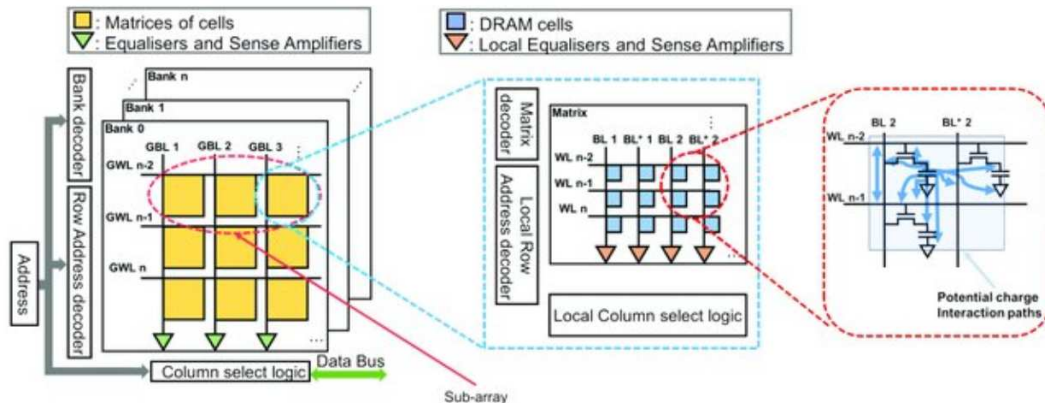 : Matrices of cells
: Equalisers and Sense Amplifiers
: DRAM cells
: Local Equalisers and Sense Amplifiers
Address
Bank decoder
Row Address decoder
Bank n
Bank 1
Bank 0
GBL 1 GBL 2 GBL 3
GWL n-2
GWL n-1
GWL n
Column select logic
Data Bus
Sub-array
Matrix decoder
Local Row Address decoder
Matrix
BL 1 BL* 1 BL 2 BL* 2
WL n-2
WL n-1
WL n
Local Column select logic
BL 2 BL* 2
WL n-2
WL n-1
Potential charge
Interaction paths